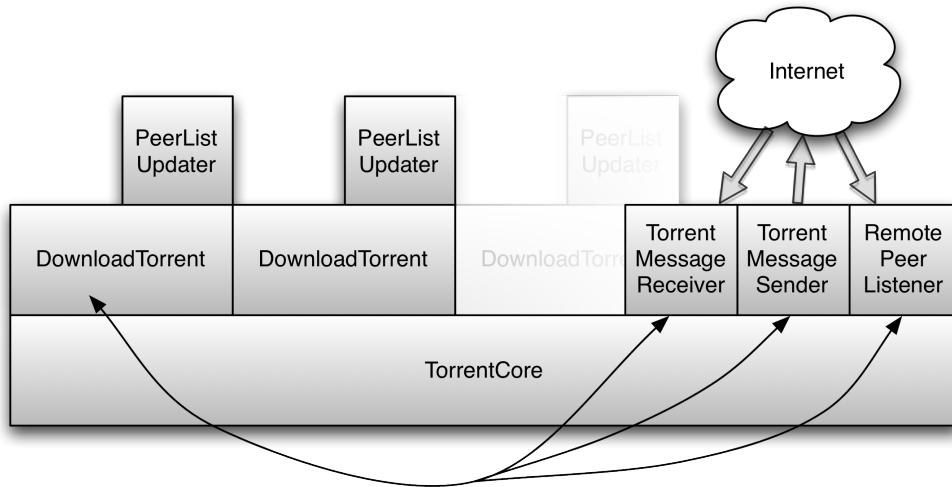 Internet
PeerList
Updater
PeerList
Updater
PeerList
Updater
DownloadTorrent
DownloadTorrent
DownloadTorre
Torrent
Message
Receiver
Torrent
Message
Sender
Remote
Peer
Listener
TorrentCore